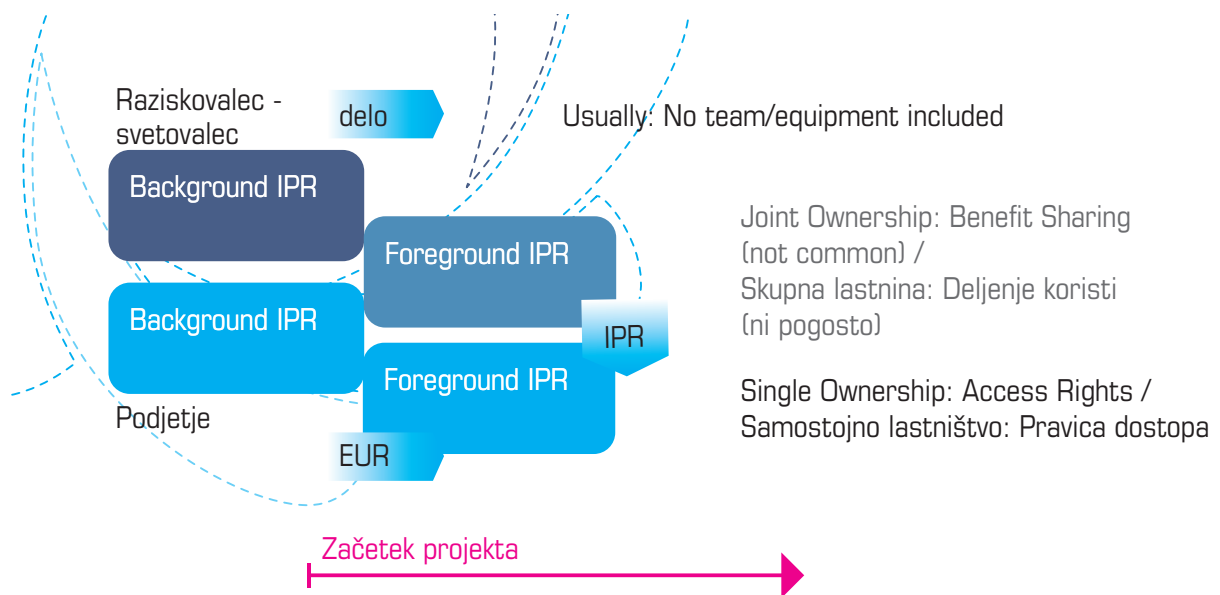 Raziskovalec -
svetovalec
delo
Usually: No team/equipment included
Background IPR
Foreground IPR
Joint Ownership: Benefit Sharing
(not common) /
Skupna lastnina: Deljenje koristi
(ni pogosto)
Background IPR
IPR
Foreground IPR
Single Ownership: Access Rights /
Samostojno lastništvo: Pravica dostopa
Podjetje
EUR
Začetek projekta